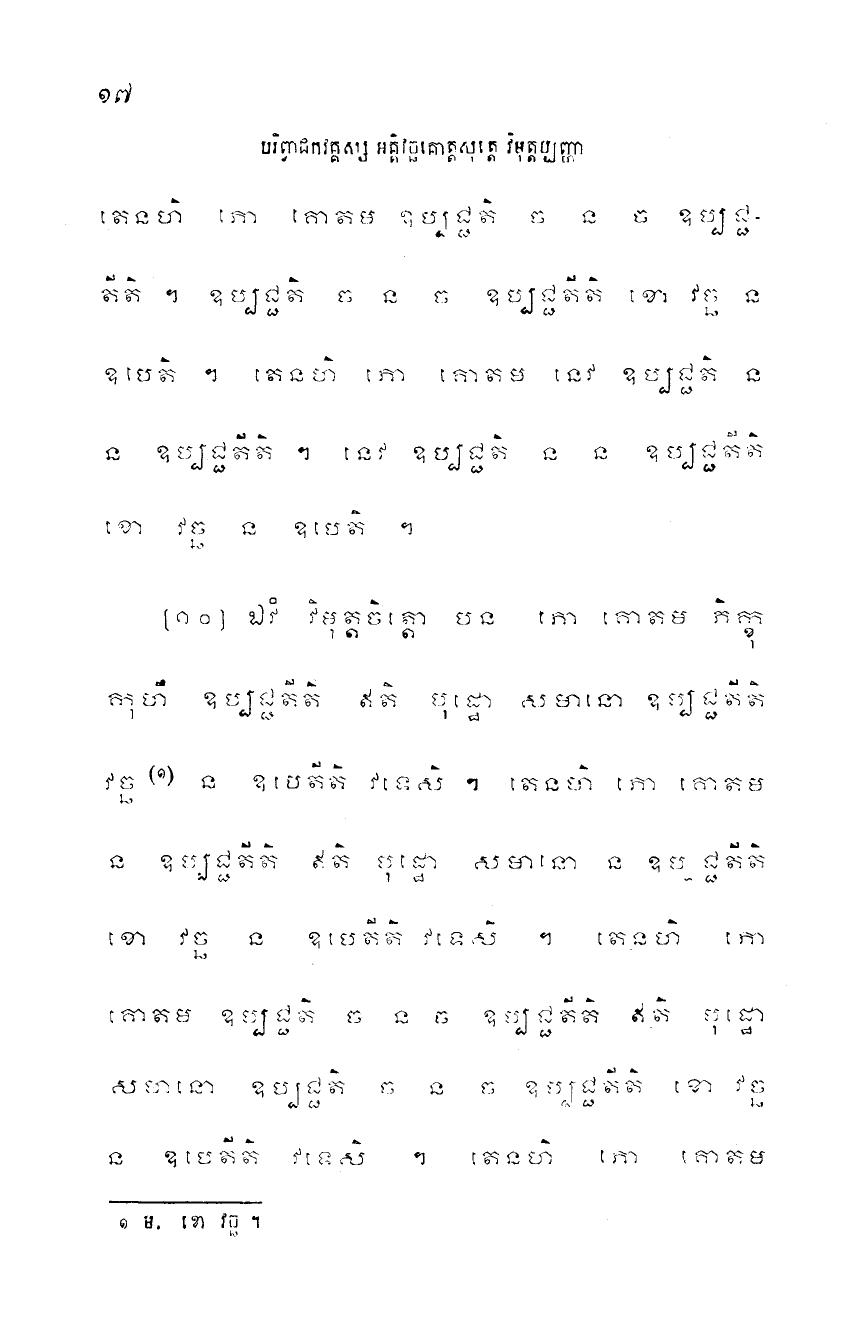 ១៧
បរិព្វាជកវគ្គស្ស អគ្គិវច្ឆគោត្តសុត្តេ វិមុត្តប្បញ្ហា
តេនហិ ភោ គោតម ឧប្បជ្ជតិ ច ន ច ឧប្បជ្ជ-
តីតិ ។ ឧប្បជ្ជតិ ច ន ច ឧប្បជ្ជតីតិ ខោ វច្ឆ ន
ឧបេតិ ។ តេនហិ ភោ គោតម នេវ ឧប្បជ្ជតិ ន
ន ឧប្បជ្ជតីតិ ។ នេវ ឧប្បជ្ជតិ ន ន ឧប្បជ្ជតីតិ
ខោ វច្ឆ ន ឧបេតិ ។
[១០] ឯវំ វិមុត្តចិត្តោ បន ភោ គោតម ភិក្ខុ
កុហឹ ឧប្បជ្ជតីតិ ឥតិ បុដ្ឋោ សមានោ ឧប្បជ្ជតីតិ
វច្ឆ (១) ន ឧបេតីតិ វទេសិ ។ តេនហិ ភោ គោតម
ន ឧប្បជ្ជតីតិ ឥតិ បុដ្ឋោ សមានោ ន ឧប្បជ្ជតីតិ
ខោ វច្ឆ ន ឧបេតីតិ វទេសិ ។ តេនហិ ភោ
គោតម ឧប្បជ្ជតិ ច ន ច ឧប្បជ្ជតីតិ ឥតិ បុដ្ឋោ
សមានោ ឧប្បជ្ជតិ ច ន ច ឧប្បជ្ជតីតិ ខោ វច្ឆ
ន ឧបេតីតិ វទេសិ ។ តេនហិ ភោ គោតម
១ ម. ខោ វច្ឆ ។